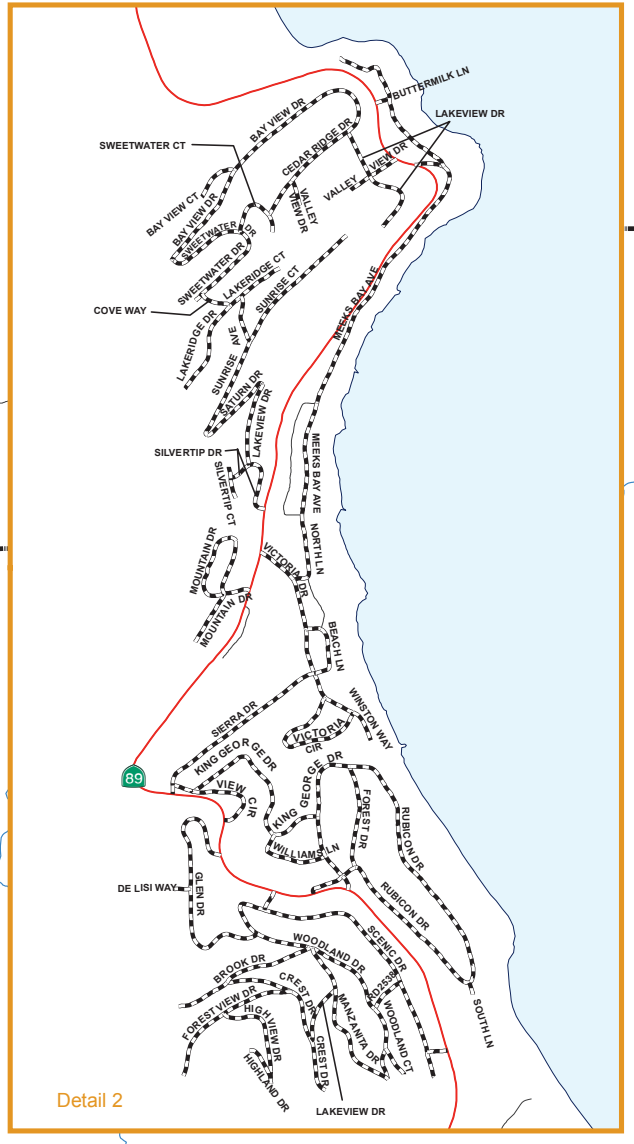 BUTTERMILK LN
LAKEVIEW DR
BAY VIEW DR
SWEETWATER CT
CEDAR RIDGE DR
VALLEY VIEW DR
VALLEY VIEW DR
BAY VIEW CT
BAY VIEW DR
SWEETWATER DR
SWEETWATER DR
LAKERIDGE CT
SUNRISE CT
COVE WAY
MEEKS BAY AVE
LAKERIDGE DR
SUNRISE AVE
SATURN DR
LAKEVIEW DR
SILVERTIP DR
SILVERTIP CT
MEEKS BAY AVE
NORTH LN
MOUNTAIN DR
VICTORIA DR
MOUNTAIN DR
BEACH LN
SIERRA DR
WINSTON WAY
VICTORIA CIR
KING GEORGE DR
89
VIEW CIR
KING GEORGE DR
FOREST DR
RUBICON DR
WILLIAMS LN
DE LISI WAY
GLEN DR
RUBICON DR
SCENIC DR
WOODLAND DR
BROOK DR
RD2538
CREST DR
FOREST VIEW DR
HIGH VIEW DR
MANZANITA DR
WOODLAND CT
SOUTH LN
CREST DR
HIGHLAND DR
LAKEVIEW DR
Detail 2